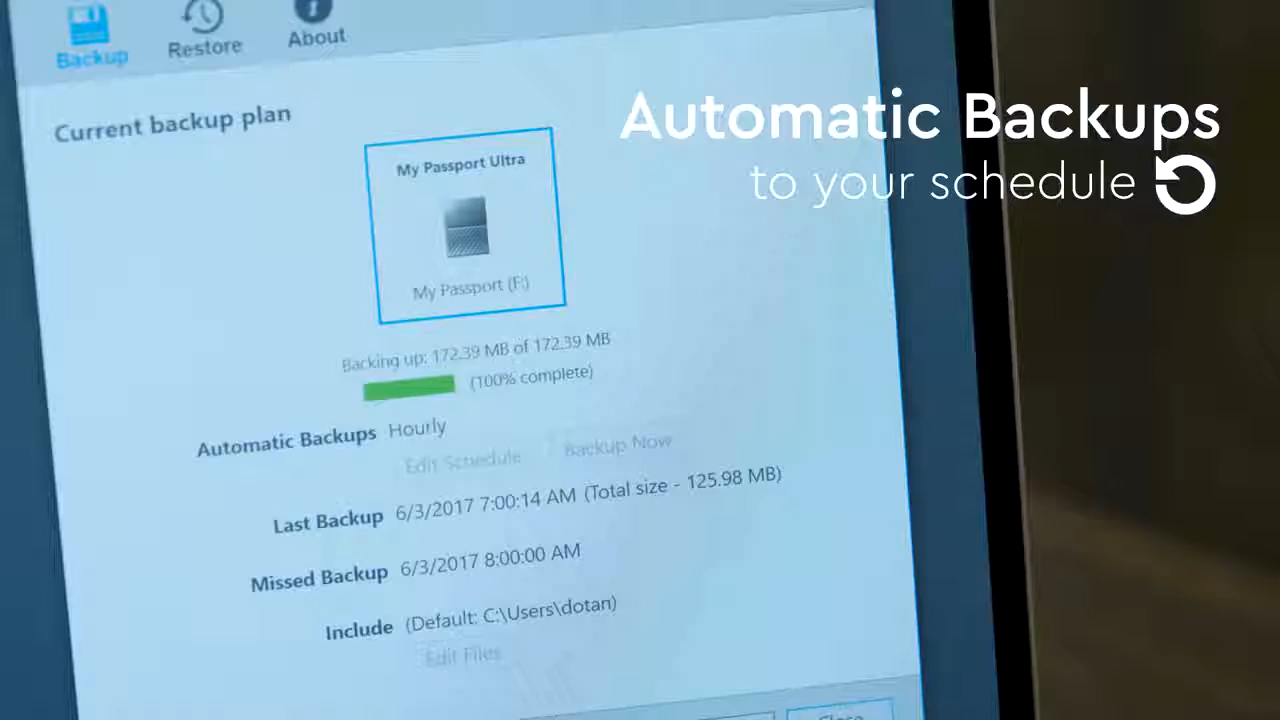 Backup
Restore
About
Current backup plan
Automatic Backups
to your schedule
My Passport Ultra
My Passport (F:)
Backing up: 172.39 MB of 172.39 MB
(100% complete)
Automatic Backups Hourly
Edit Schedule Backup Now
Last Backup 6/3/2017 7:00:14 AM (Total size - 125.98 MB)
Missed Backup 6/3/2017 8:00:00 AM
Include (Default: C:\Users\dotan)
Edit Files
Close